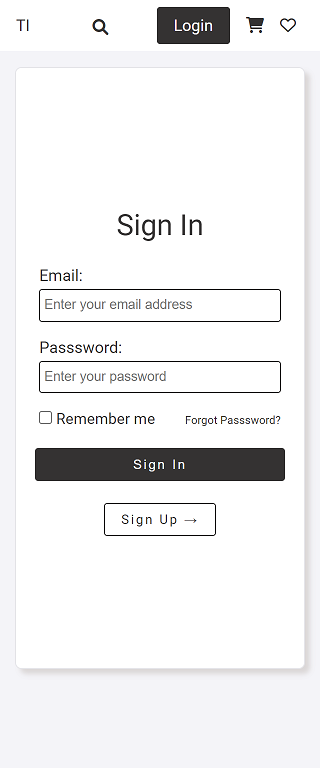 TI
Login
Sign In
Email:
Enter your email address
Passsword:
Enter your password
Remember me
Forgot Passsword?
Sign In
Sign Up →